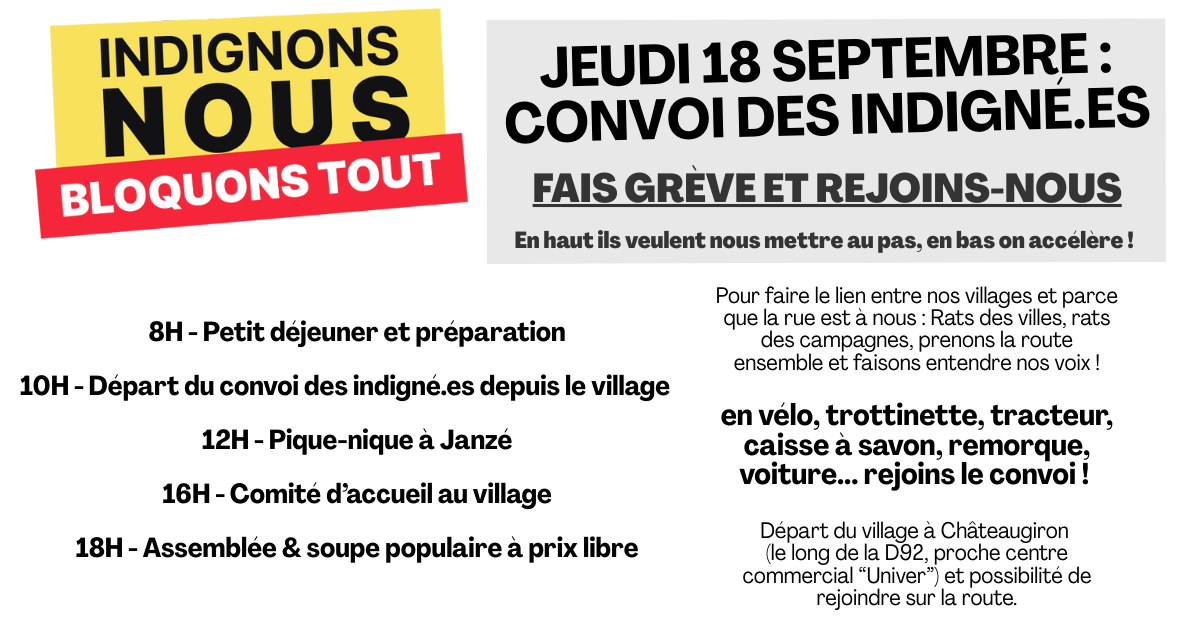 INDIGNONS
NOUS
BLOQUONS TOUT
JEUDI 18 SEPTEMBRE :
CONVOI DES INDIGNÉ.ES
FAIS GRÈVE ET REJOINS-NOUS
En haut ils veulent nous mettre au pas, en bas on accélère !
8H - Petit déjeuner et préparation
10H - Départ du convoi des indigné.es depuis le village
12H - Pique-nique à Janzé
16H - Comité d’accueil au village
18H - Assemblée & soupe populaire à prix libre
Pour faire le lien entre nos villages et parce
que la rue est à nous : Rats des villes, rats
des campagnes, prenons la route
ensemble et faisons entendre nos voix !
en vélo, trottinette, tracteur,
caisse à savon, remorque,
voiture... rejoins le convoi !
Départ du village à Châteaugiron
(le long de la D92, proche centre
commercial “Univer”) et possibilité de
rejoindre sur la route.